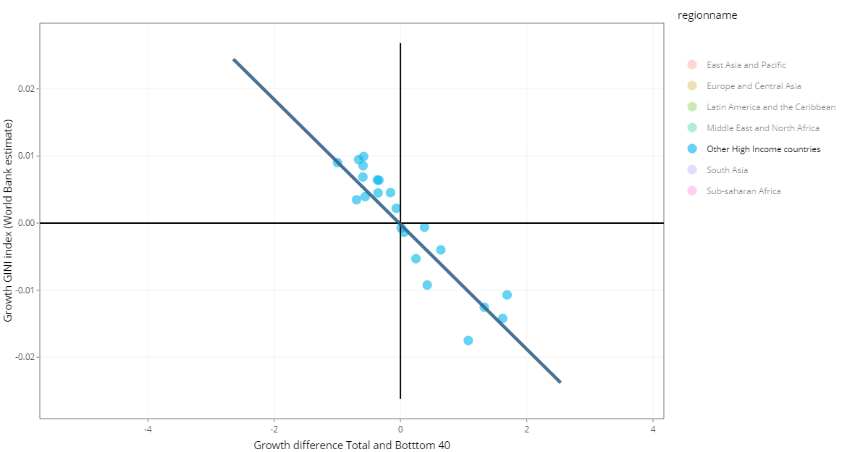 regionname
East Asia and Pacific
Europe and Central Asia
Latin America and the Caribbean
Middle East and North Africa
Other High Income countries
South Asia
Sub-saharan Africa
Growth GINI index (World Bank estimate)
0.02
0.01
0.00
-0.01
-0.02
-4
-2
0
2
4
Growth difference Total and Botttom 40